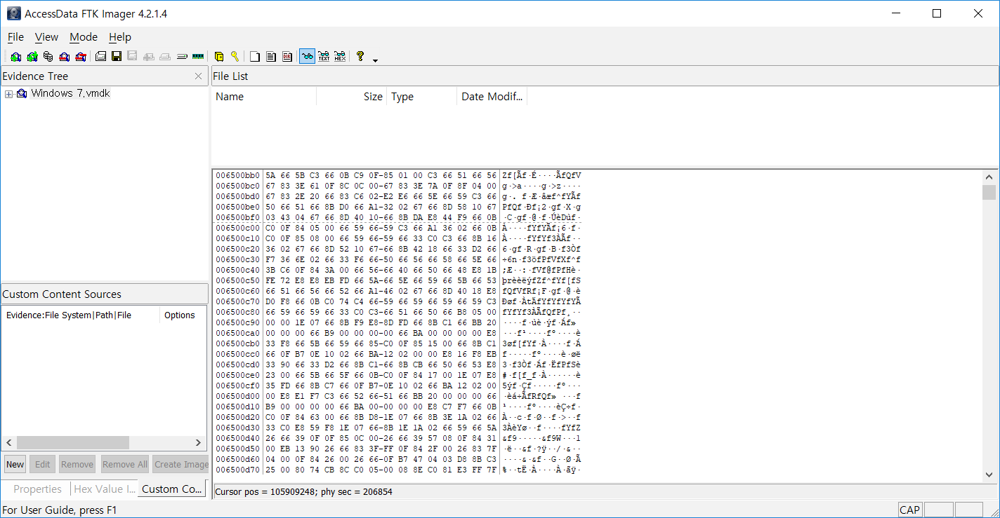 AccessData FTK Imager 4.2.1.4
File View Mode Help
TEXT HEX
Evidence Tree
Windows 7.vmdk
File List
Name Size Type Date Modif...
006500bb0 5A 66 5B C3 66 0B C9 0F-85 01 00 C3 66 51 66 56 Zf[Ãf·É····ÃfQfV
006500bc0 67 83 3E 61 0F 8C 0C 00-67 83 3E 7A 0F 8F 04 00 g·>a····g·>z····
006500bd0 67 83 2E 20 66 83 C6 02-E2 E6 66 5E 66 59 C3 66 g·. f·Æ·âæf^fYÃf
006500be0 50 66 51 66 8B D0 66 A1-32 02 67 66 8D 58 10 67 PfQf·Ðf¡2·gf·X·g
006500bf0 03 43 04 67 66 8D 40 10-66 8B DA E8 44 F9 66 0B ·C·gf·@·f·ÚèDùf·
006500c00 C0 0F 84 05 00 66 59 66-59 C3 66 A1 36 02 66 0B À····fYfYÃf¡6·f·
006500c10 C0 0F 85 08 00 66 59 66-59 66 33 C0 C3 66 8B 16 À····fYfYf3ÀÃf··
006500c20 36 02 67 66 8D 52 10 67-66 8B 42 18 66 33 D2 66 6·gf·R·gf·B·f3Òf
006500c30 F7 36 6E 02 66 33 F6 66-50 66 56 66 58 66 5E 66 ÷6n·f3öfPfVfXf^f
006500c40 3B C6 0F 84 3A 00 66 56-66 40 66 50 66 48 E8 1B ;Æ··:·fVf@fPfHè·
006500c50 FE 72 E8 E8 EB FD 66 5A-66 5E 66 59 66 5B 66 53 þrèèëýfZf^fYf[fS
006500c60 66 51 66 56 66 52 66 A1-46 02 67 66 8D 40 18 E8 fQfVfRf¡F·gf·@·è
006500c70 D0 F8 66 0B C0 74 C4 66-59 66 59 66 59 66 59 C3 Ðøf·ÀtÄfYfYfYfYÃ
006500c80 66 59 66 59 66 33 C0 C3-66 51 66 50 66 B8 05 00 fYfYf3ÀÃfQfPf¸··
006500c90 00 00 1E 07 66 8B F9 E8-8D FD 66 8B C1 66 BB 20 ····f·ùè·ýf·Áf»
006500ca0 00 00 00 66 B9 00 00 00-00 66 BA 00 00 00 00 E8 ···f¹····fº····è
006500cb0 33 F8 66 5B 66 59 66 85-C0 0F 85 15 00 66 8B C1 3øf[fYf·À····f·Á
006500cc0 66 0F B7 0E 10 02 66 BA-12 02 00 00 E8 16 F8 EB f·····fº····è·øë
006500cd0 33 90 66 33 D2 66 8B C1-66 8B CB 66 50 66 53 E8 3·f3Òf·Áf·ËfPfSè
006500ce0 23 00 66 5B 66 5F 66 0B-C0 0F 84 17 00 1E 07 E8 #·f[f_f·À······è
006500cf0 35 FD 66 8B C7 66 0F B7-0E 10 02 66 BA 12 02 00 5ýf·Çf·····fº···
006500d00 00 E8 E1 F7 C3 66 52 66-51 66 BB 20 00 00 00 66 ·èá÷ÃfRfQf» ···f
006500d10 B9 00 00 00 00 66 BA 00-00 00 00 E8 C7 F7 66 0B ¹····fº····èÇ÷f·
006500d20 C0 0F 84 63 00 66 8B D8-1E 07 66 8B 3E 1A 02 66 À··c·f·Ø··f·>··f
006500d30 33 C0 E8 59 F8 1E 07 66-8B 1E 1A 02 66 59 66 5A 3ÀèYø··f····fYfZ
006500d40 26 66 39 0F 0F 85 0C 00-26 66 39 57 08 0F 84 31 &f9·····&f9W···1
006500d50 00 EB 13 90 26 66 83 3F-FF 0F 84 2F 00 26 83 7F ·ë··&f·?ÿ··/·&··
006500d60 04 00 0F 84 26 00 26 66-0F B7 47 04 03 D8 8B C3 ····&·&f··G··Ø·Ã
006500d70 25 00 80 74 CB 8C C0 05-00 08 8E C0 81 E3 FF 7F %··tË·À····À·ãÿ·
Custom Content Sources
Evidence:File System|Path|File Options
New Edit Remove Remove All Create Image
Properties Hex Value I... Custom Co...
Cursor pos = 105909248; phy sec = 206854
For User Guide, press F1
CAP